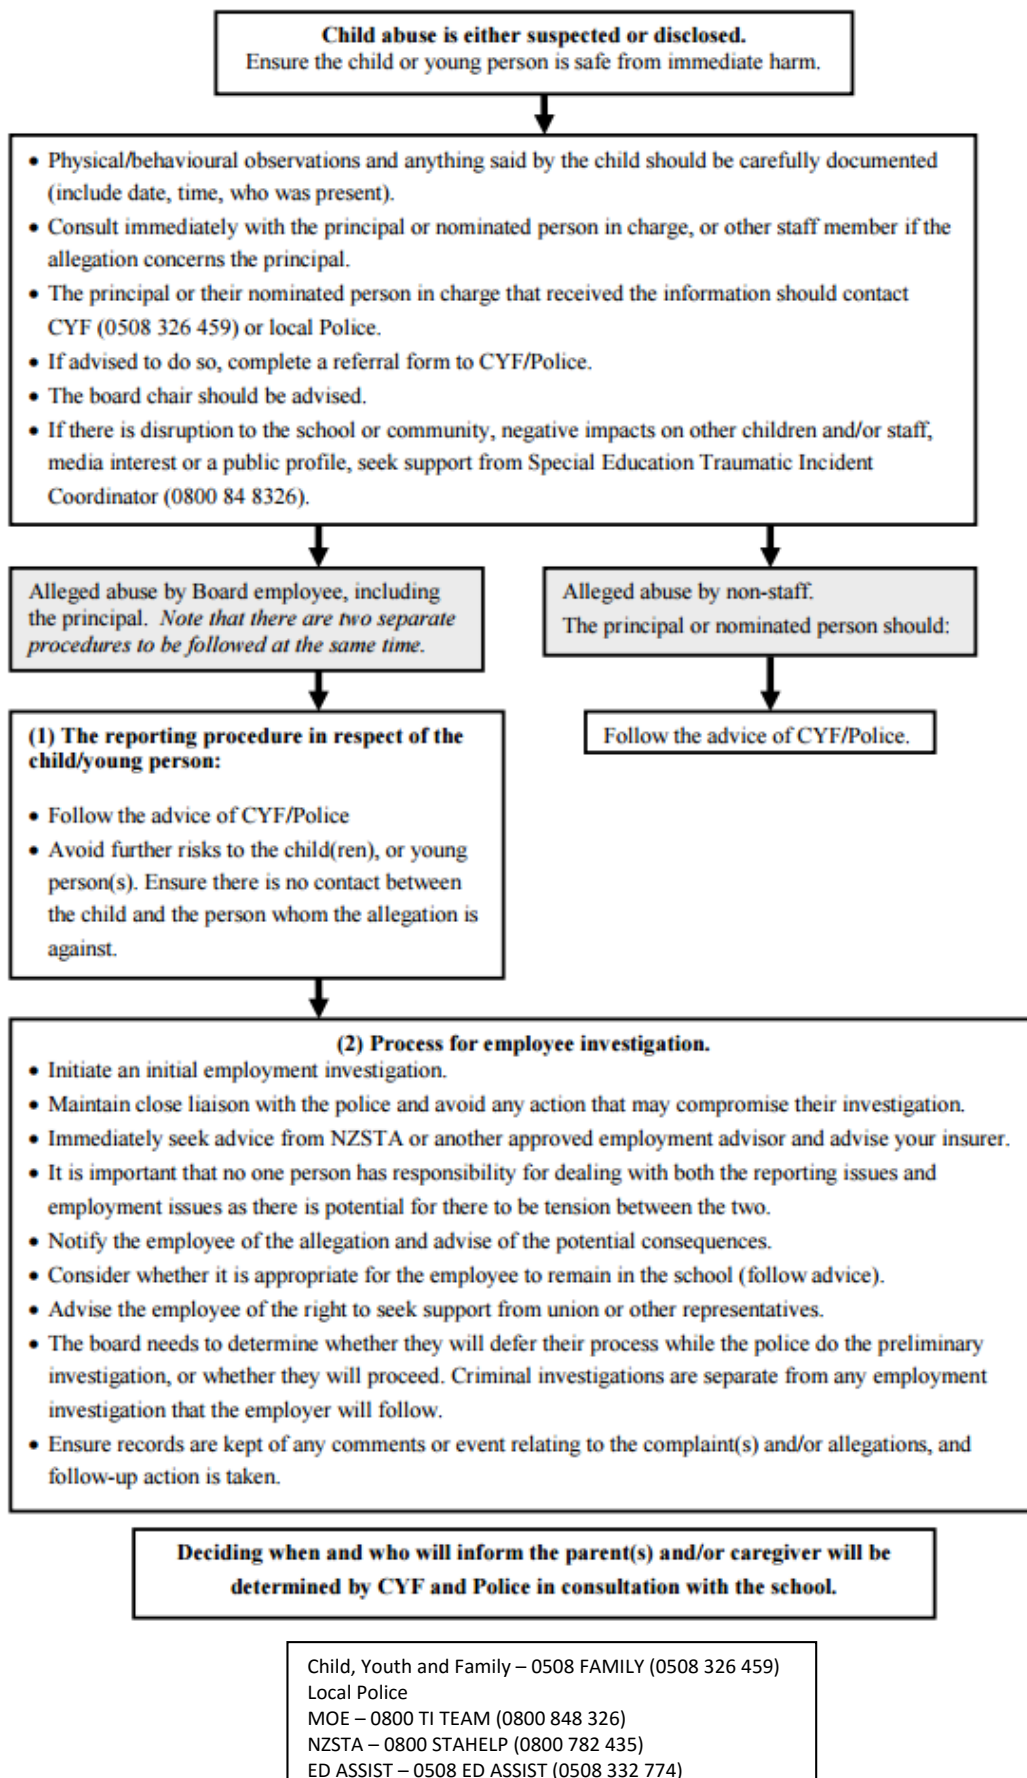 Child abuse is either suspected or disclosed.
Ensure the child or young person is safe from immediate harm.
• Physical/behavioural observations and anything said by the child should be carefully documented
(include date, time, who was present).
• Consult immediately with the principal or nominated person in charge, or other staff member if the
allegation concerns the principal.
• The principal or their nominated person in charge that received the information should contact
CYF (0508 326 459) or local Police.
• If advised to do so, complete a referral form to CYF/Police.
• The board chair should be advised.
• If there is disruption to the school or community, negative impacts on other children and/or staff,
media interest or a public profile, seek support from Special Education Traumatic Incident
Coordinator (0800 84 8326).
Alleged abuse by Board employee, including
the principal. Note that there are two separate
procedures to be followed at the same time.
Alleged abuse by non-staff.
The principal or nominated person should:
(1) The reporting procedure in respect of the
child/young person:
• Follow the advice of CYF/Police
• Avoid further risks to the child(ren), or young
person(s). Ensure there is no contact between
the child and the person whom the allegation is
against.
Follow the advice of CYF/Police.
(2) Process for employee investigation.
• Initiate an initial employment investigation.
• Maintain close liaison with the police and avoid any action that may compromise their investigation.
• Immediately seek advice from NZSTA or another approved employment advisor and advise your insurer.
• It is important that no one person has responsibility for dealing with both the reporting issues and
employment issues as there is potential for there to be tension between the two.
• Notify the employee of the allegation and advise of the potential consequences.
• Consider whether it is appropriate for the employee to remain in the school (follow advice).
• Advise the employee of the right to seek support from union or other representatives.
• The board needs to determine whether they will defer their process while the police do the preliminary
investigation, or whether they will proceed. Criminal investigations are separate from any employment
investigation that the employer will follow.
• Ensure records are kept of any comments or event relating to the complaint(s) and/or allegations, and
follow-up action is taken.
Deciding when and who will inform the parent(s) and/or caregiver will be
determined by CYF and Police in consultation with the school.
Child, Youth and Family – 0508 FAMILY (0508 326 459)
Local Police
MOE – 0800 TI TEAM (0800 848 326)
NZSTA – 0800 STAHELP (0800 782 435)
ED ASSIST – 0508 ED ASSIST (0508 332 774)